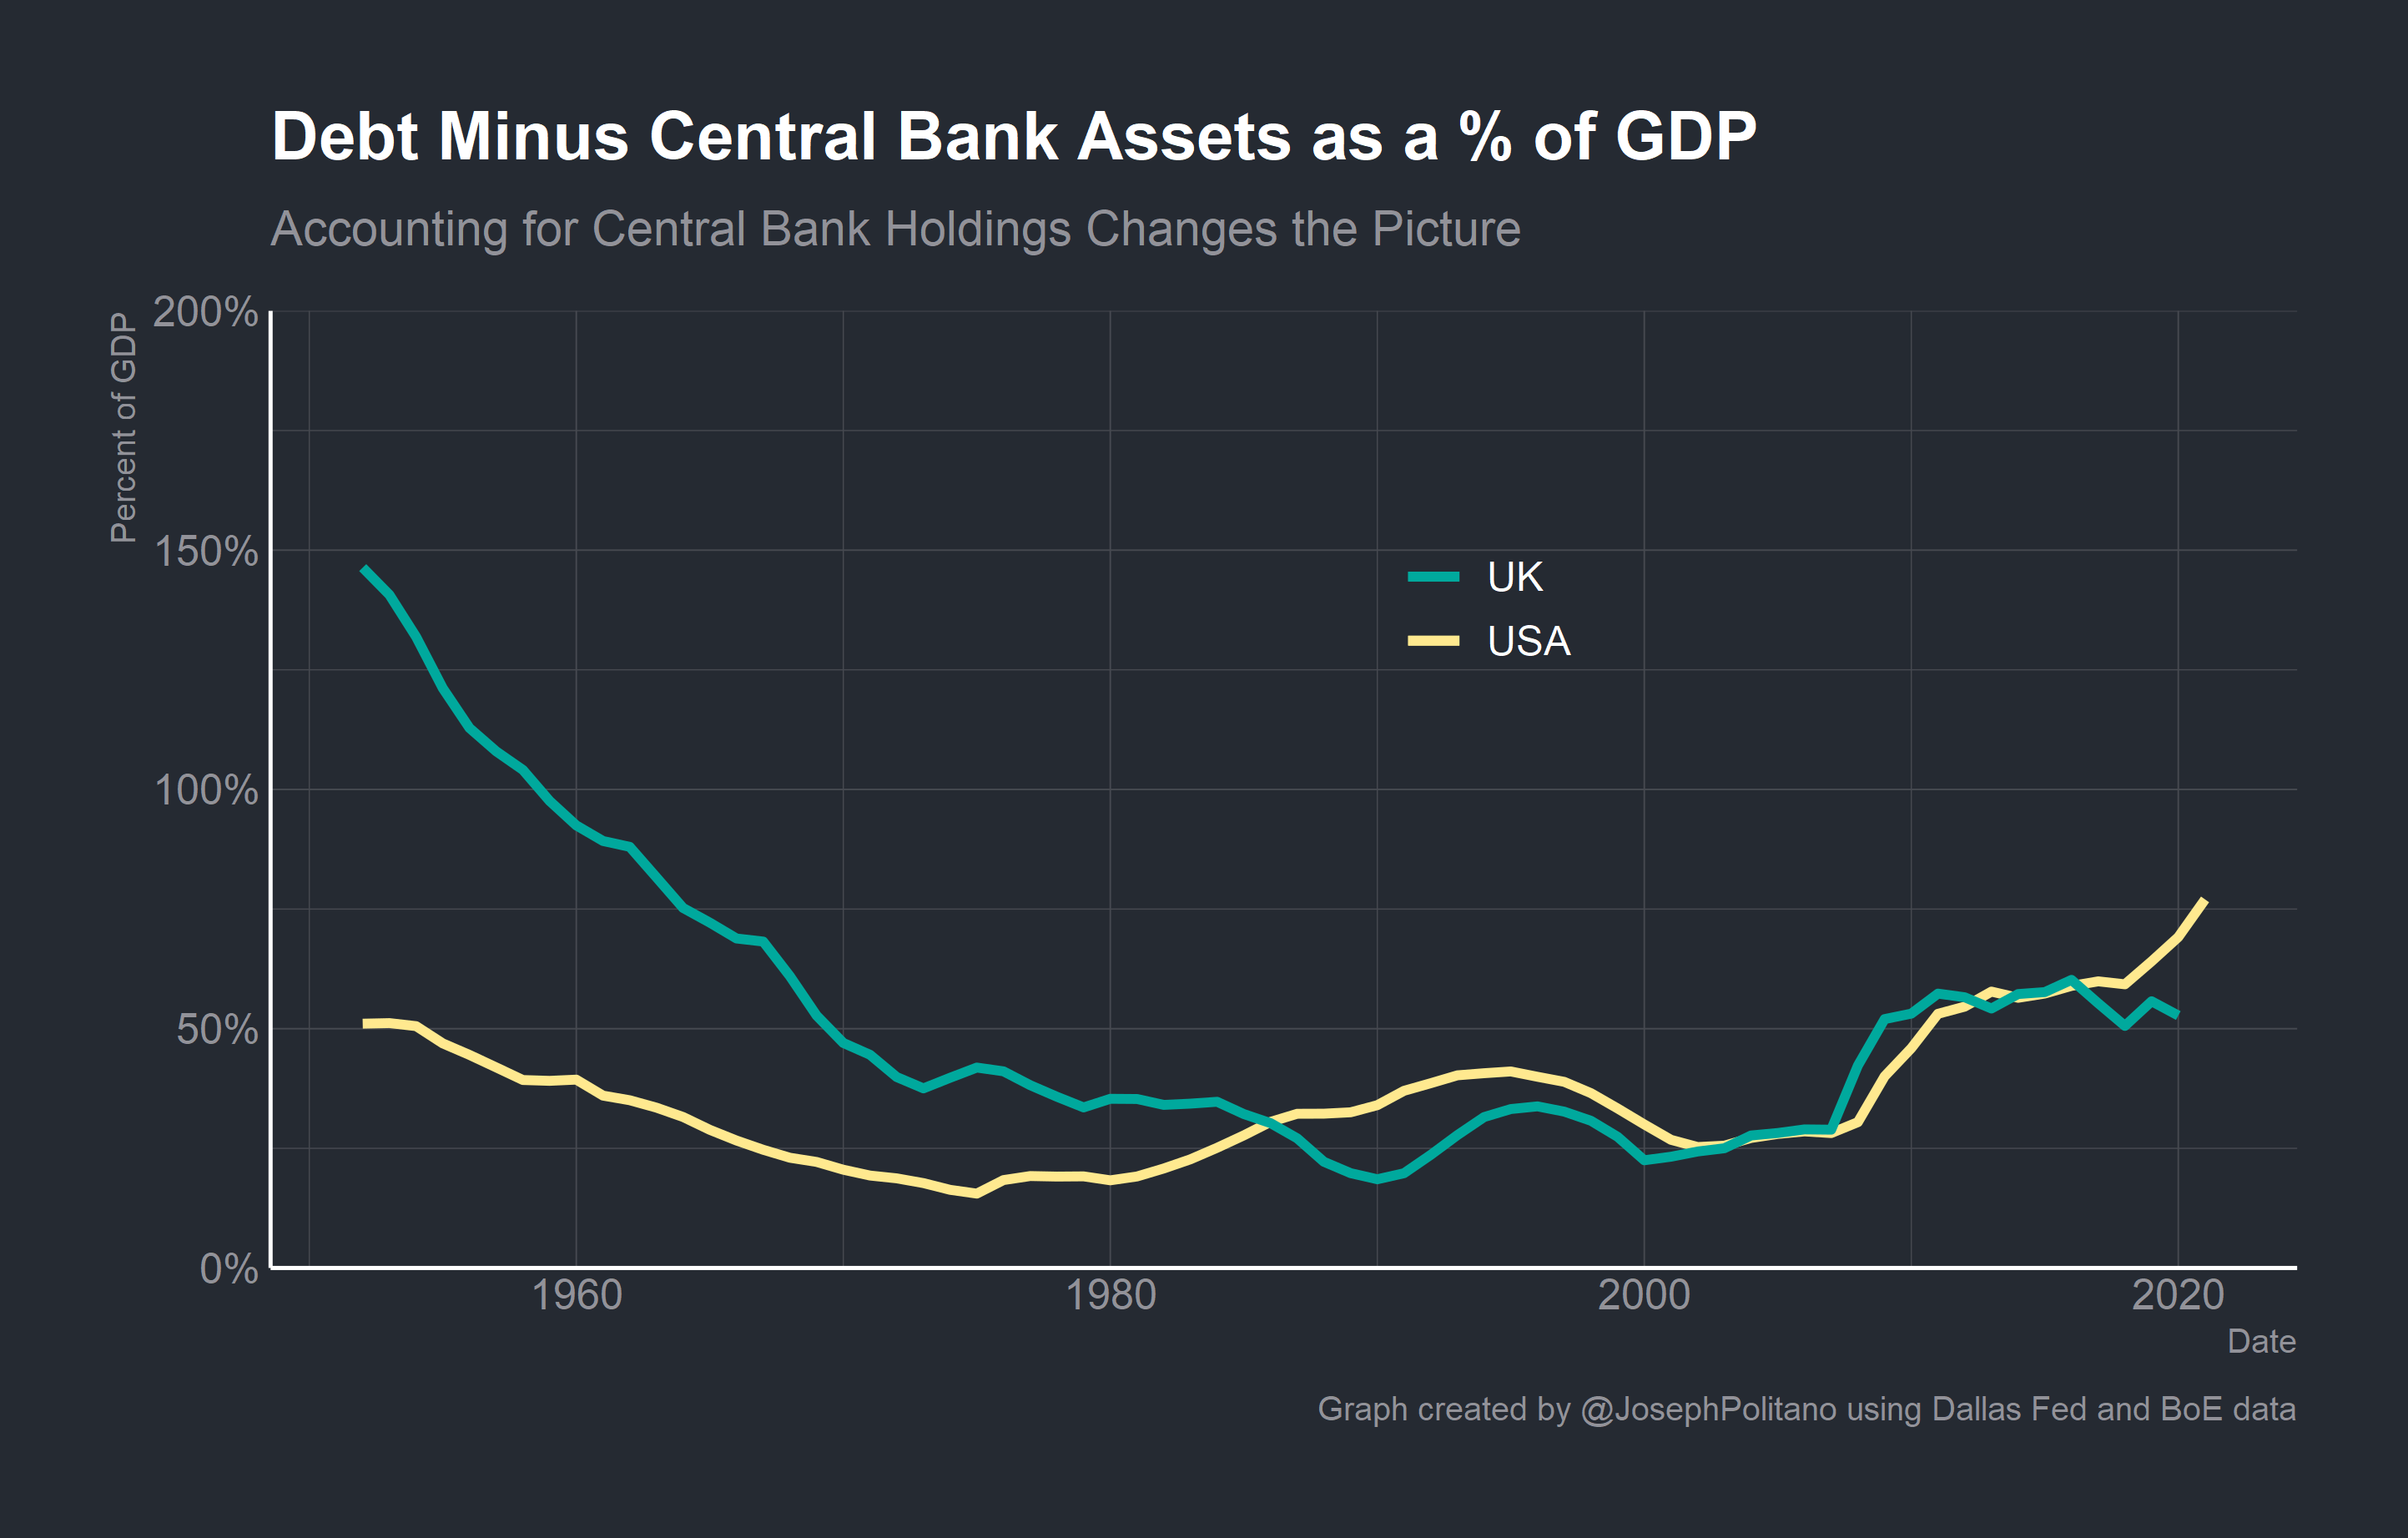 Debt Minus Central Bank Assets as a % of GDP
Accounting for Central Bank Holdings Changes the Picture
Percent of GDP
200%
150%
100%
50%
0%
UK
USA
1960
1980
2000
2020
Date
Graph created by @JosephPolitano using Dallas Fed and BoE data